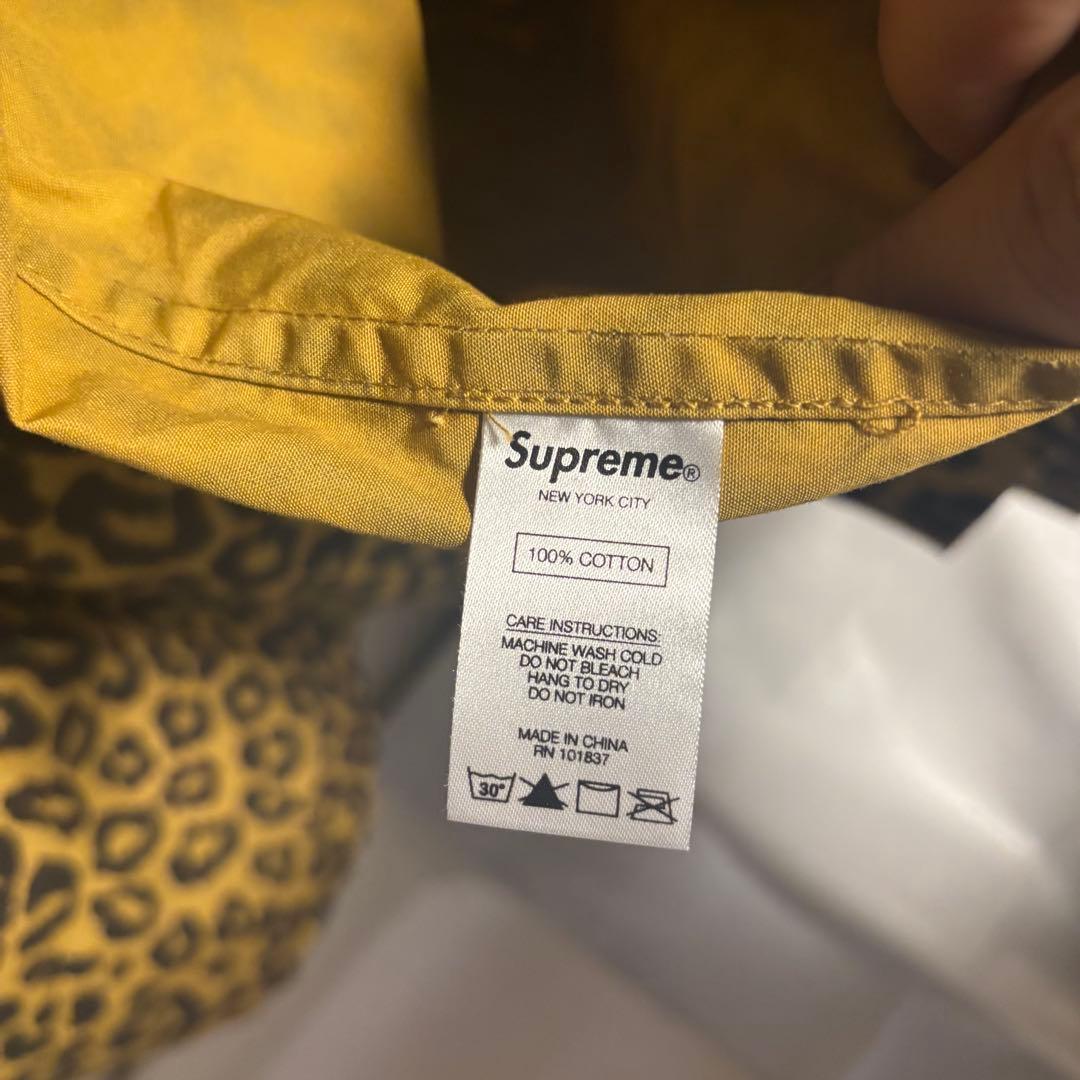 Supreme®
NEW YORK CITY
100% COTTON
CARE INSTRUCTIONS:
MACHINE WASH COLD
DO NOT BLEACH
HANG TO DRY
DO NOT IRON
MADE IN CHINA
RN 101837
30°